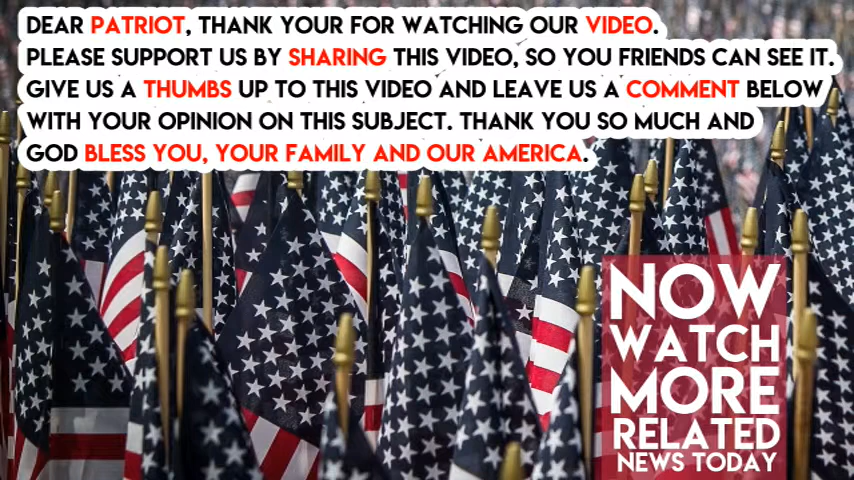 DEAR PATRIOT, THANK YOUR FOR WATCHING OUR VIDEO.
PLEASE SUPPORT US BY SHARING THIS VIDEO, SO YOU FRIENDS CAN SEE IT.
GIVE US A THUMBS UP TO THIS VIDEO AND LEAVE US A COMMENT BELOW
WITH YOUR OPINION ON THIS SUBJECT. THANK YOU SO MUCH AND
GOD BLESS YOU, YOUR FAMILY AND OUR AMERICA.
NOW
WATCH
MORE
RELATED
NEWS TODAY